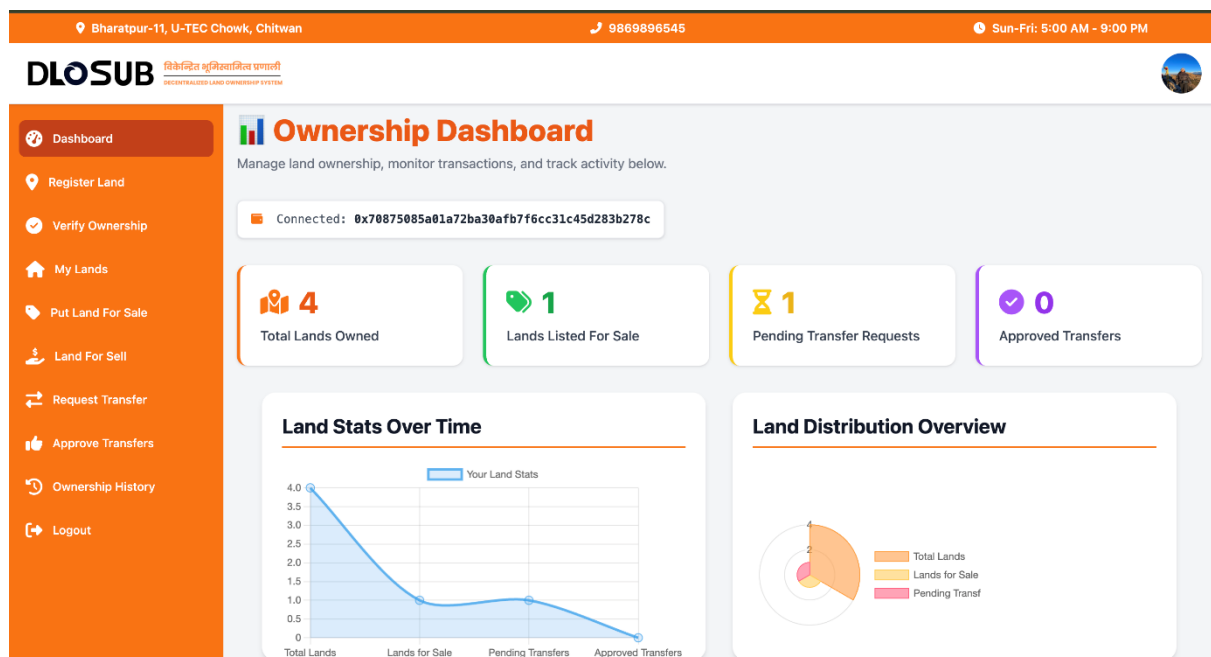 Bharatpur-11, U-TEC Chowk, Chitwan
9869896545
Sun-Fri: 5:00 AM - 9:00 PM
DLOSUB
विकेन्द्रित भूमिस्वामित्व प्रणाली
DECENTRALIZED LAND OWNERSHIP SYSTEM
Dashboard
Register Land
Verify Ownership
My Lands
Put Land For Sale
Land For Sell
Request Transfer
Approve Transfers
Ownership History
Logout
Ownership Dashboard
Manage land ownership, monitor transactions, and track activity below.
Connected: 0x70875085a01a72ba30afb7f6cc31c45d283b278c
4
Total Lands Owned
1
Lands Listed For Sale
1
Pending Transfer Requests
0
Approved Transfers
Land Stats Over Time
Your Land Stats
4.0
3.5
3.0
2.5
2.0
1.5
1.0
0.5
0
Total Lands Lands for Sale Pending Transfers Approved Transfers
Land Distribution Overview
4
2
Total Lands
Lands for Sale
Pending Transf